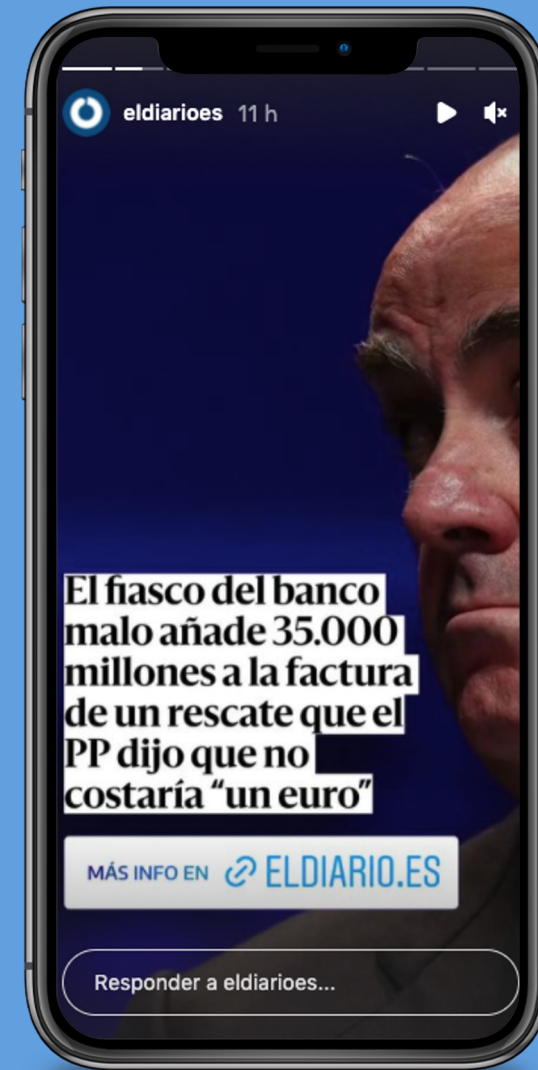 eldiarioes 11 h
El fiasco del banco
malo añade 35.000
millones a la factura
de un rescate que el
PP dijo que no
costaría “un euro”
MÁS INFO EN ELDIARIO.ES
Responder a eldiarioes...